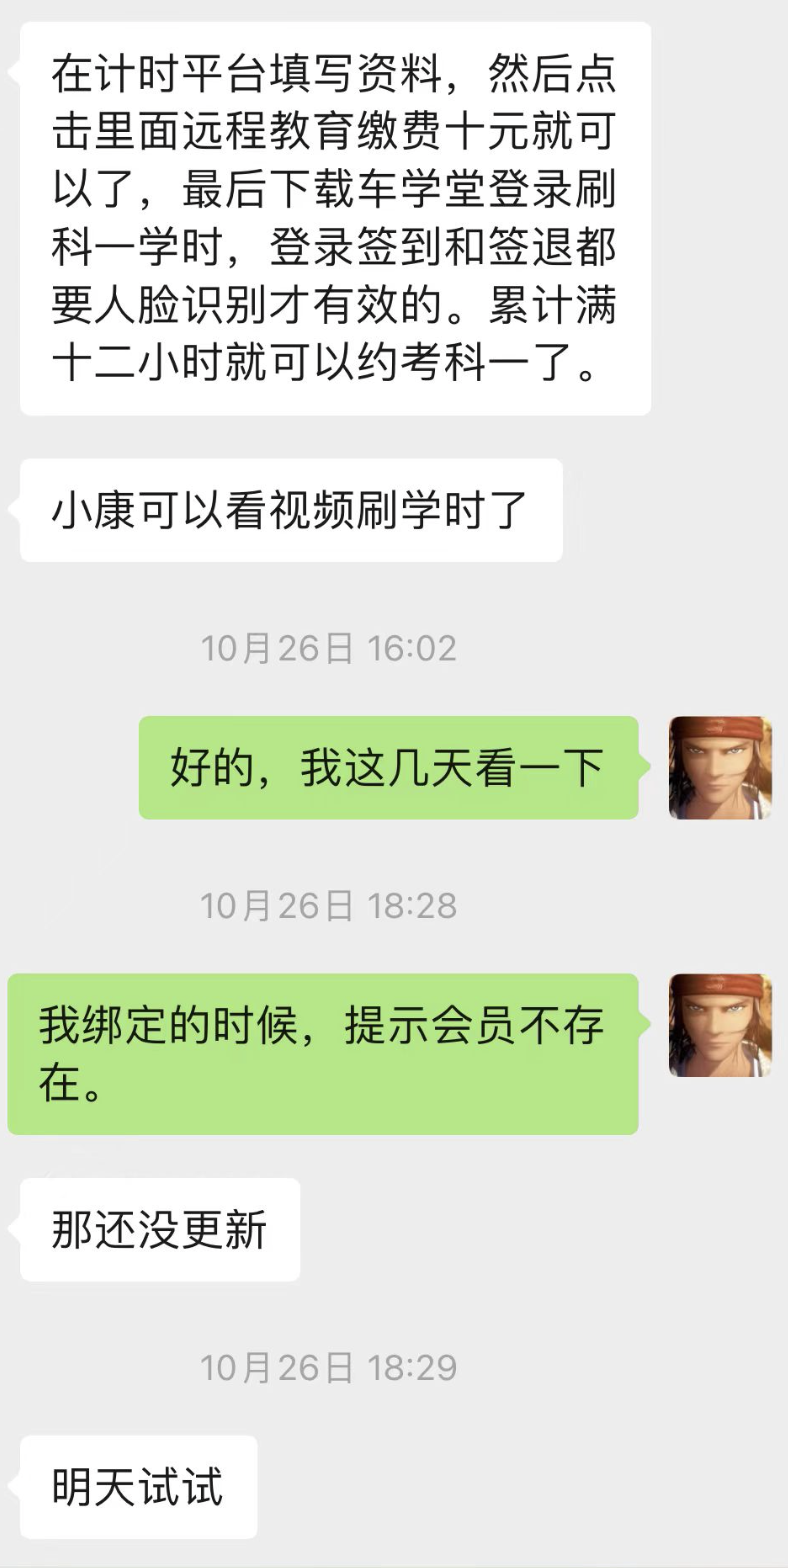 在计时平台填写资料，然后点
击里面远程教育缴费十元就可
以了，最后下载车学堂登录刷
科一学时，登录签到和签退都
要人脸识别才有效的。累计满
十二小时就可以约考科一了。
小康可以看视频刷学时了
10月26日 16:02
好的，我这几天看一下
10月26日 18:28
我绑定的时候，提示会员不存
在。
那还没更新
10月26日 18:29
明天试试